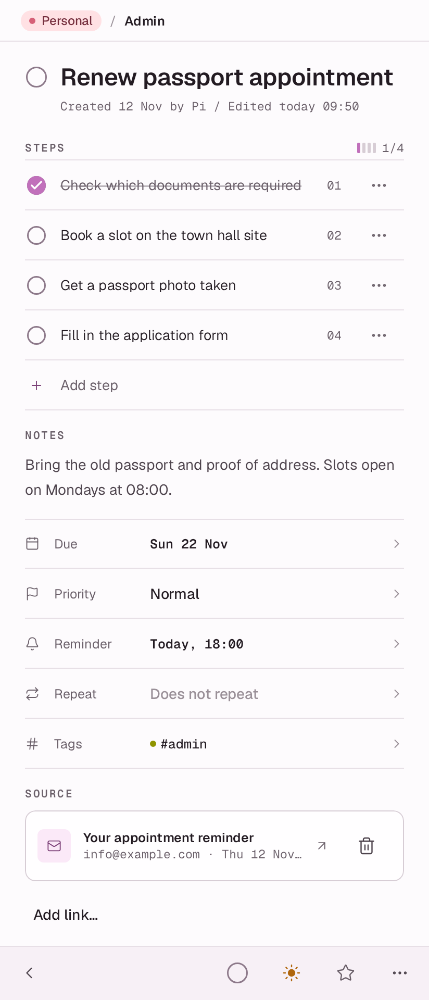 Personal / Admin
Renew passport appointment
Created 12 Nov by Pi / Edited today 09:50
STEPS 1/4
Check which documents are required 01
Book a slot on the town hall site 02
Get a passport photo taken 03
Fill in the application form 04
Add step
NOTES
Bring the old passport and proof of address. Slots open
on Mondays at 08:00.
Due Sun 22 Nov
Priority Normal
Reminder Today, 18:00
Repeat Does not repeat
Tags #admin
SOURCE
Your appointment reminder
info@example.com · Thu 12 Nov…
Add link…